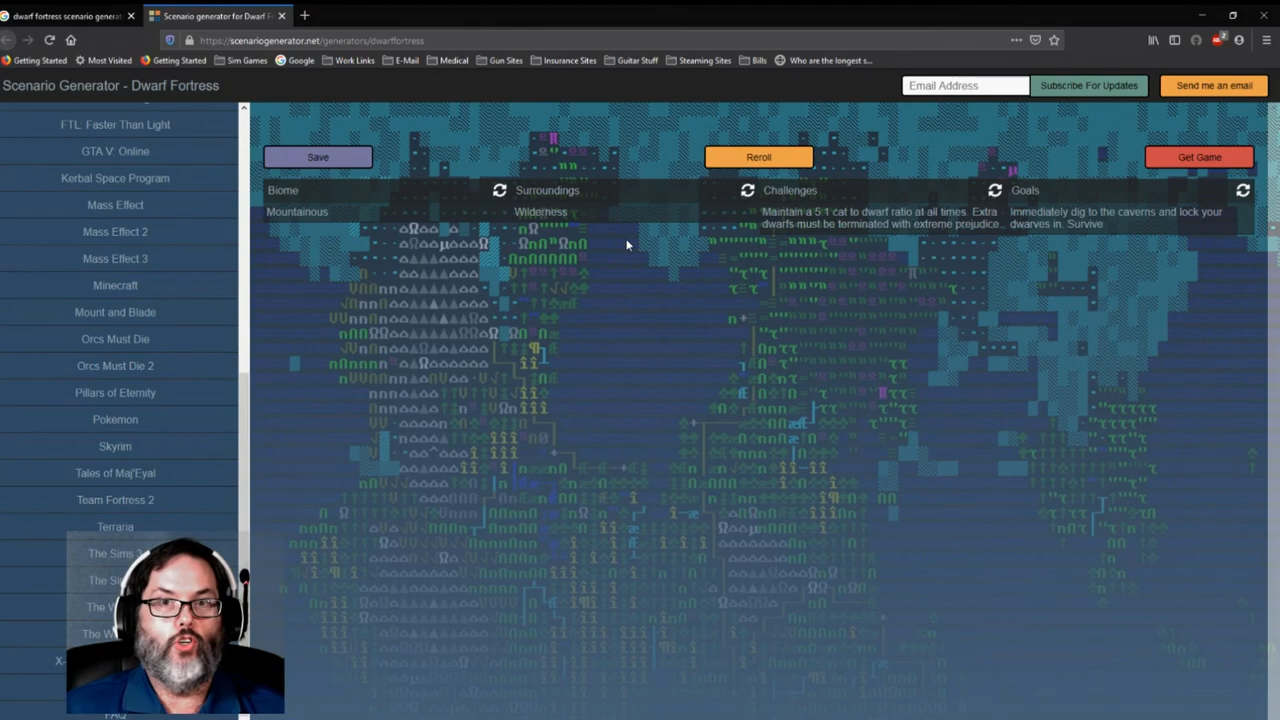 dwarf fortress scenario generat
Scenario generator for Dwarf F
https://scenariogenerator.net/generators/dwarffortress
Getting Started
Most Visited
Getting Started
Sim Games
Google
Work Links
E-Mail
Medical
Gun Sites
Insurance Sites
Guitar Stuff
Steaming Sites
Bills
Who are the longest s...
Scenario Generator - Dwarf Fortress
Email Address
Subscribe For Updates
Send me an email
FTL: Faster Than Light
GTA V: Online
Kerbal Space Program
Mass Effect
Mass Effect 2
Mass Effect 3
Minecraft
Mount and Blade
Orcs Must Die
Orcs Must Die 2
Pillars of Eternity
Pokemon
Skyrim
Tales of Maj'Eyal
Team Fortress 2
Terraria
The Sims
The
The W
The W
X-
FAQ
Save
Reroll
Get Game
Biome
Mountainous
Surroundings
Wilderness
Challenges
Maintain a 5:1 cat to dwarf ratio at all times. Extra
dwarfs must be terminated with extreme prejudice.
Goals
Immediately dig to the caverns and lock your
dwarves in. Survive